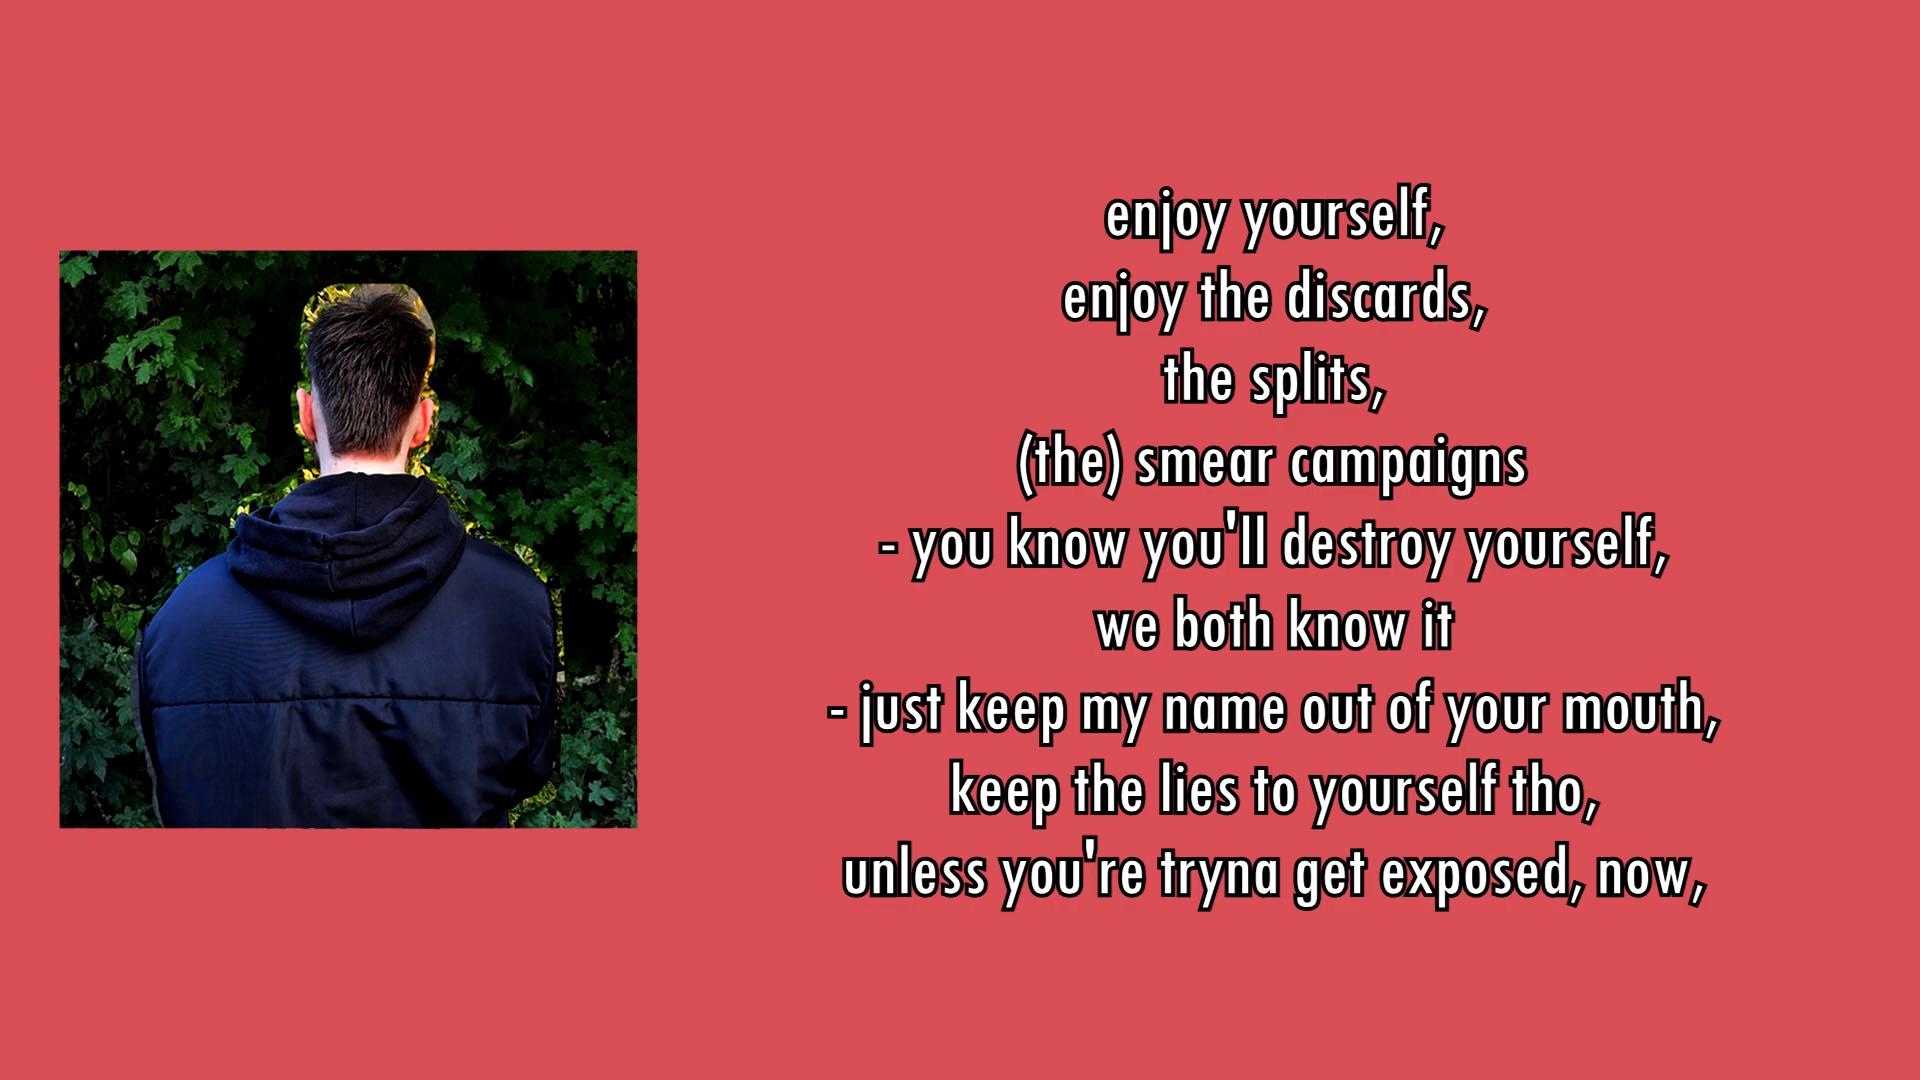 enjoy yourself,
enjoy the discards,
the splits,
(the) smear campaigns
- you know you'll destroy yourself,
we both know it
- just keep my name out of your mouth,
keep the lies to yourself tho,
unless you're tryna get exposed, now,